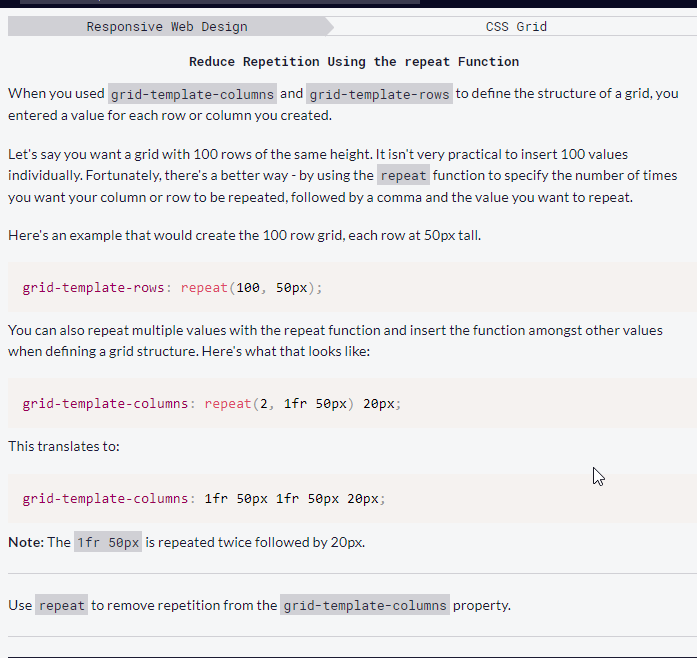 Responsive Web Design
CSS Grid
Reduce Repetition Using the repeat Function
When you used grid-template-columns and grid-template-rows to define the structure of a grid, you
entered a value for each row or column you created.
Let's say you want a grid with 100 rows of the same height. It isn't very practical to insert 100 values
individually. Fortunately, there's a better way - by using the repeat function to specify the number of times
you want your column or row to be repeated, followed by a comma and the value you want to repeat.
Here's an example that would create the 100 row grid, each row at 50px tall.
grid-template-rows: repeat(100, 50px);
You can also repeat multiple values with the repeat function and insert the function amongst other values
when defining a grid structure. Here's what that looks like:
grid-template-columns: repeat(2, 1fr 50px) 20px;
This translates to:
grid-template-columns: 1fr 50px 1fr 50px 20px;
Note: The 1fr 50px is repeated twice followed by 20px.
Use repeat to remove repetition from the grid-template-columns property.